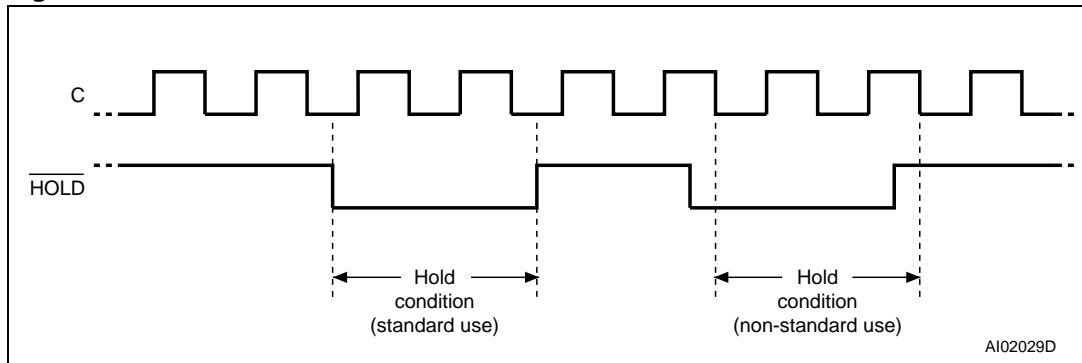 C
HOLD
Hold
condition
(standard use)
Hold
condition
(non-standard use)
AI02029D